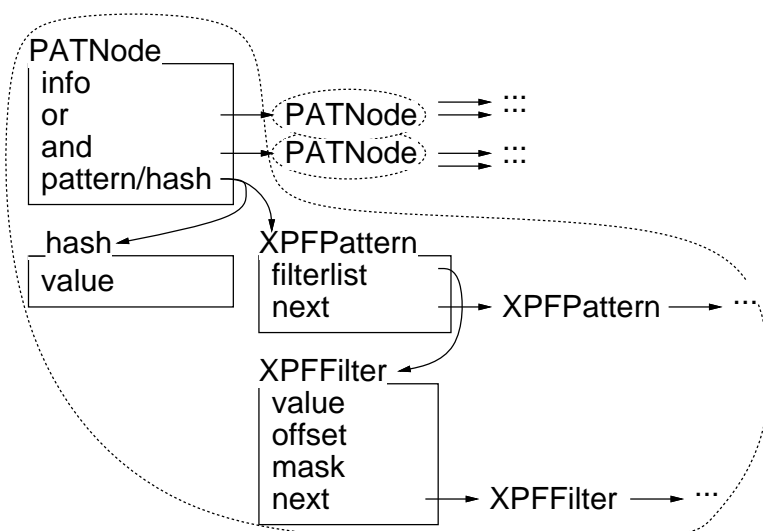 PATNode
info
or
and
pattern/hash
PATNode
:::
PATNode
:::
hash
value
XPFPattern
filterlist
next
XPFPattern
...
XPFFilter
value
offset
mask
next
XPFFilter
...